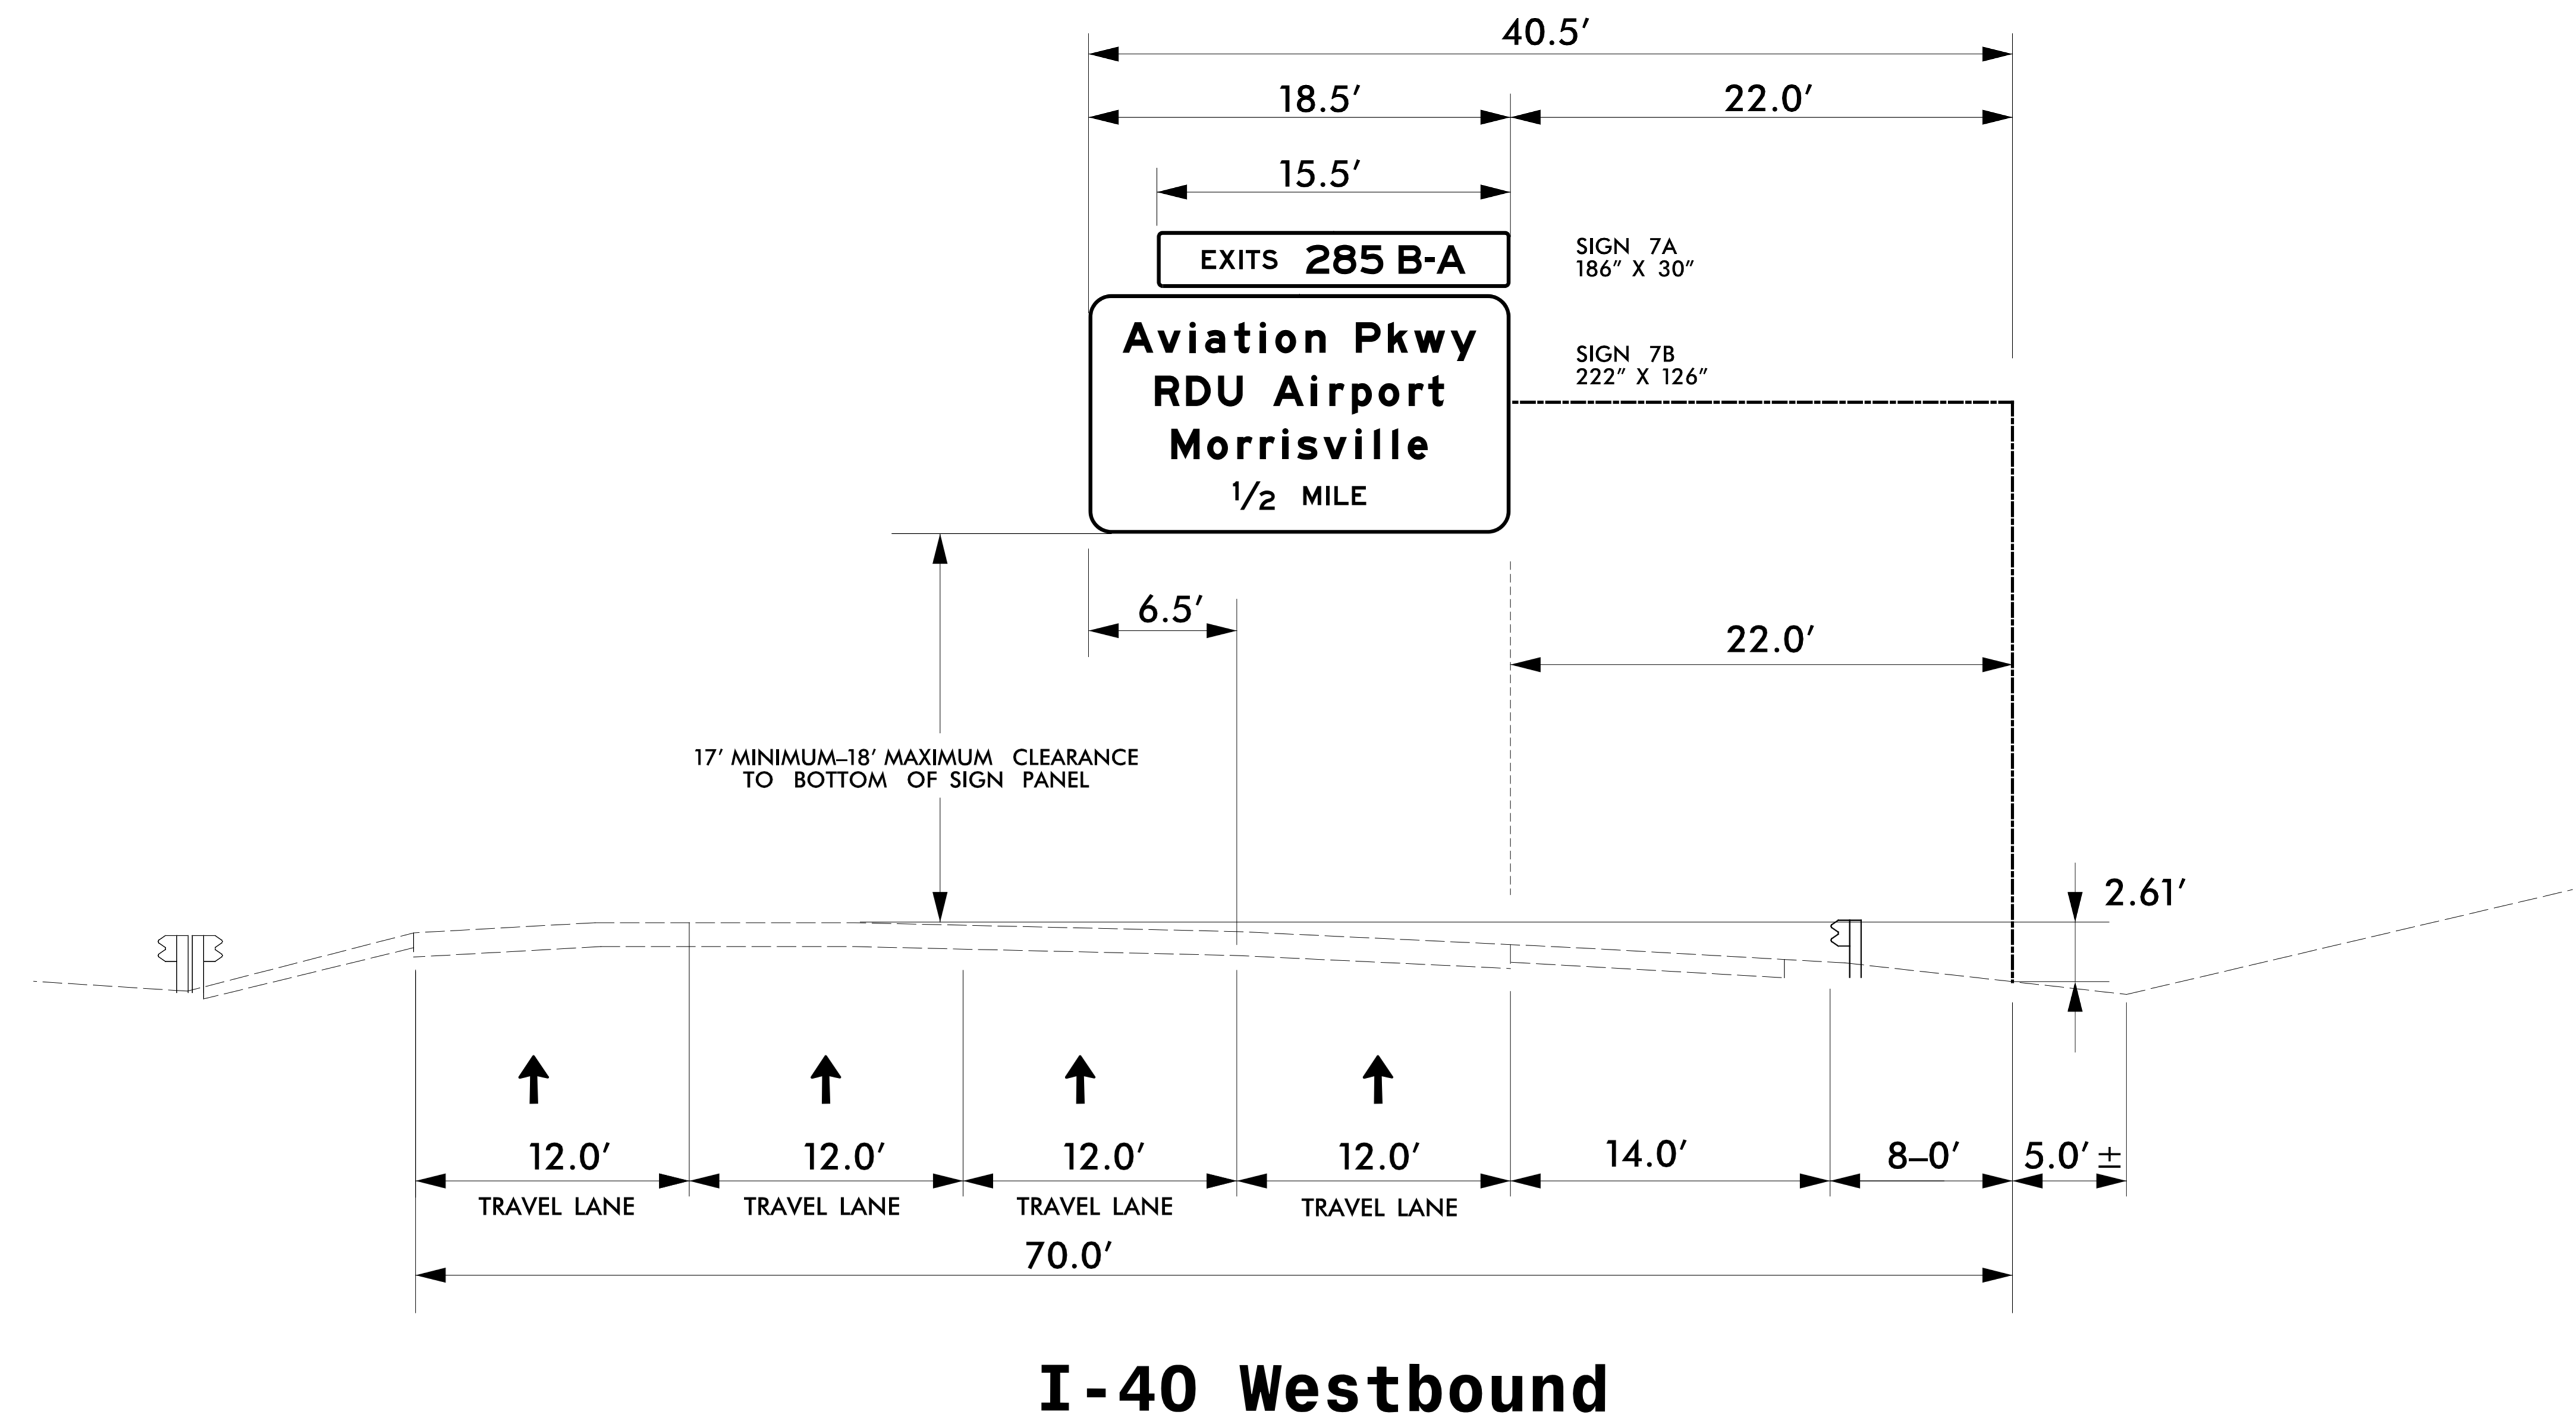 40.5′
18.5′ 22.0′
15.5′
EXITS 285 B-A
SIGN 7A
186″ X 30″
Aviation Pkwy
RDU Airport
Morrisville
1/2 MILE
SIGN 7B
222″ X 126″
6.5′
22.0′
17′ MINIMUM–18′ MAXIMUM CLEARANCE
TO BOTTOM OF SIGN PANEL
2.61′
12.0′ 12.0′ 12.0′ 12.0′ 14.0′ 8–0′ 5.0′ ±
TRAVEL LANE TRAVEL LANE TRAVEL LANE TRAVEL LANE
70.0′
I-40 Westbound